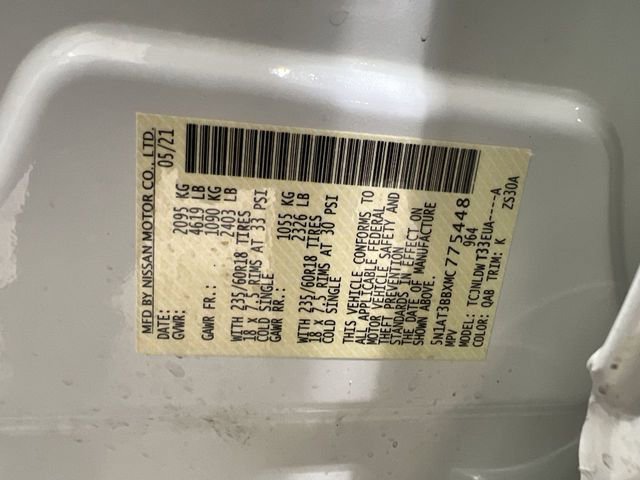 MFD BY NISSAN MOTOR CO., LTD.
DATE: 05/21
GVWR: 2095 KG
4619 LB
GAWR FR.: 1090 KG
2403 LB
WITH 235/60R18 TIRES
18 X 7.5 RIMS AT 33 PSI
COLD SINGLE
GAWR RR.: 1055 KG
2326 LB
WITH 235/60R18 TIRES
18 X 7.5 RIMS AT 30 PSI
COLD SINGLE
THIS VEHICLE CONFORMS TO
ALL APPLICABLE FEDERAL
MOTOR VEHICLE SAFETY AND
THEFT PREVENTION
STANDARDS IN EFFECT ON
THE DATE OF MANUFACTURE
SHOWN ABOVE.
5N1AT3BBXMC775448
MPV 964
MODEL: TCJNLDWT33EUA----A
COLOR: QAB TRIM: K ZS30A